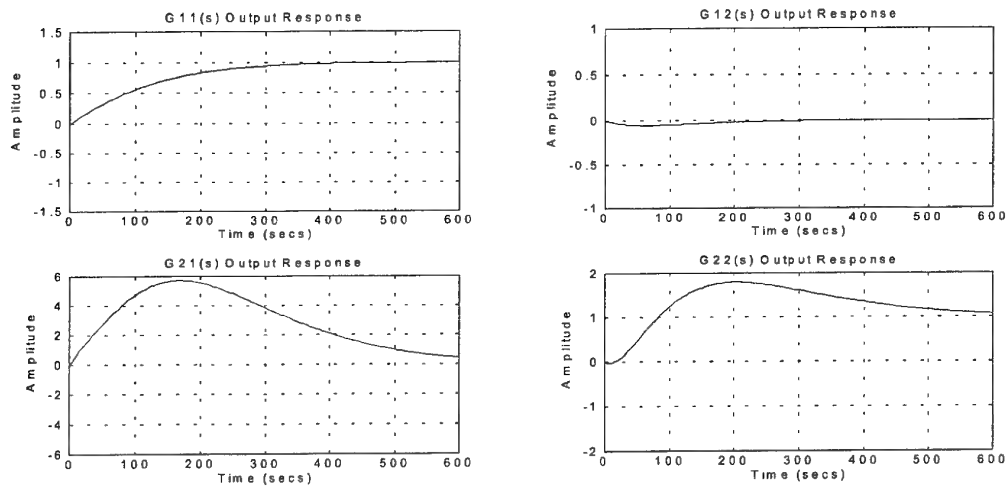 G11(s) Output Response
1.5
1
0.5
0
-0.5
-1
-1.5
Amplitude
0 100 200 300 400 500 600
Time (secs)
G12(s) Output Response
1
0.5
0
-0.5
-1
Amplitude
0 100 200 300 400 500 600
Time (secs)
G21(s) Output Response
6
4
2
0
-2
-4
-6
Amplitude
0 100 200 300 400 500 600
Time (secs)
G22(s) Output Response
2
1
0
-1
-2
Amplitude
0 100 200 300 400 500 600
Time (secs)